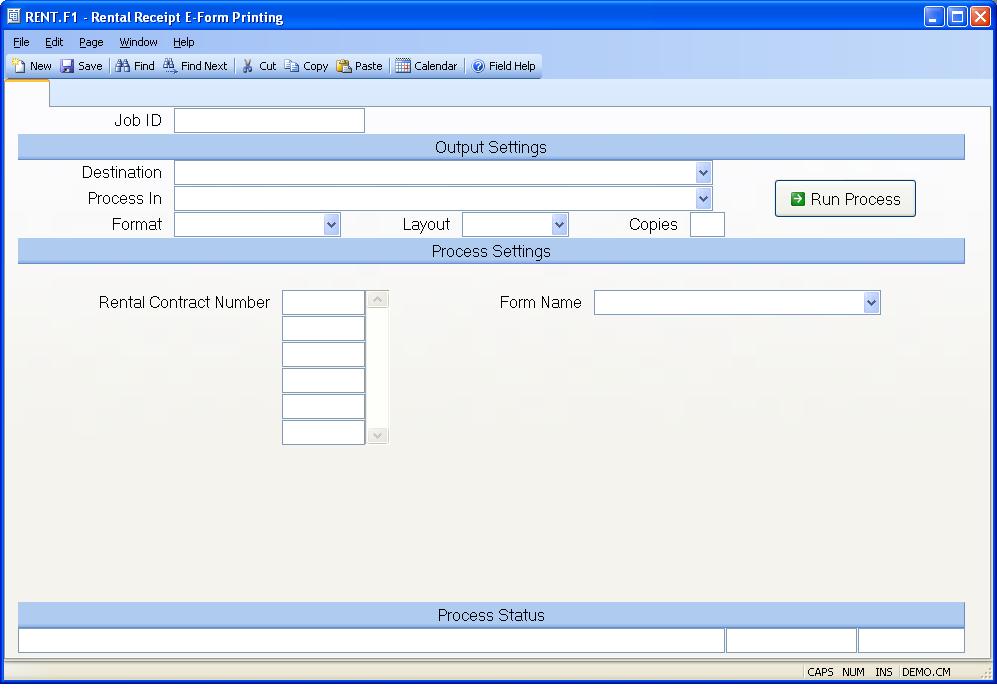 RENT.F1 - Rental Receipt E-Form Printing
File Edit Page Window Help
New Save Find Find Next Cut Copy Paste Calendar Field Help
Job ID
Output Settings
Destination
Process In
Run Process
Format Layout Copies
Process Settings
Rental Contract Number Form Name
Process Status
CAPS NUM INS DEMO.CM